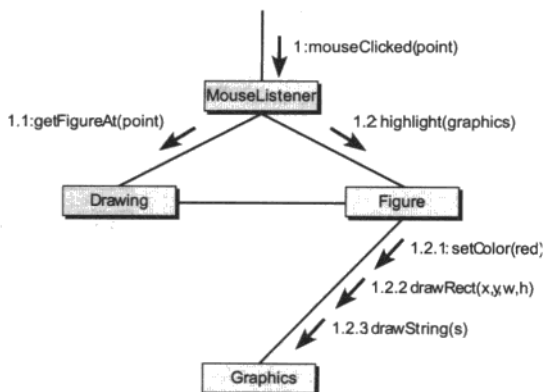 1:mouseClicked(point)
MouseListener
1.1:getFigureAt(point)
1.2:highlight(graphics)
Drawing
Figure
1.2.1: setColor(red)
1.2.2 drawRect(x,y,w,h)
1.2.3 drawString(s)
Graphics